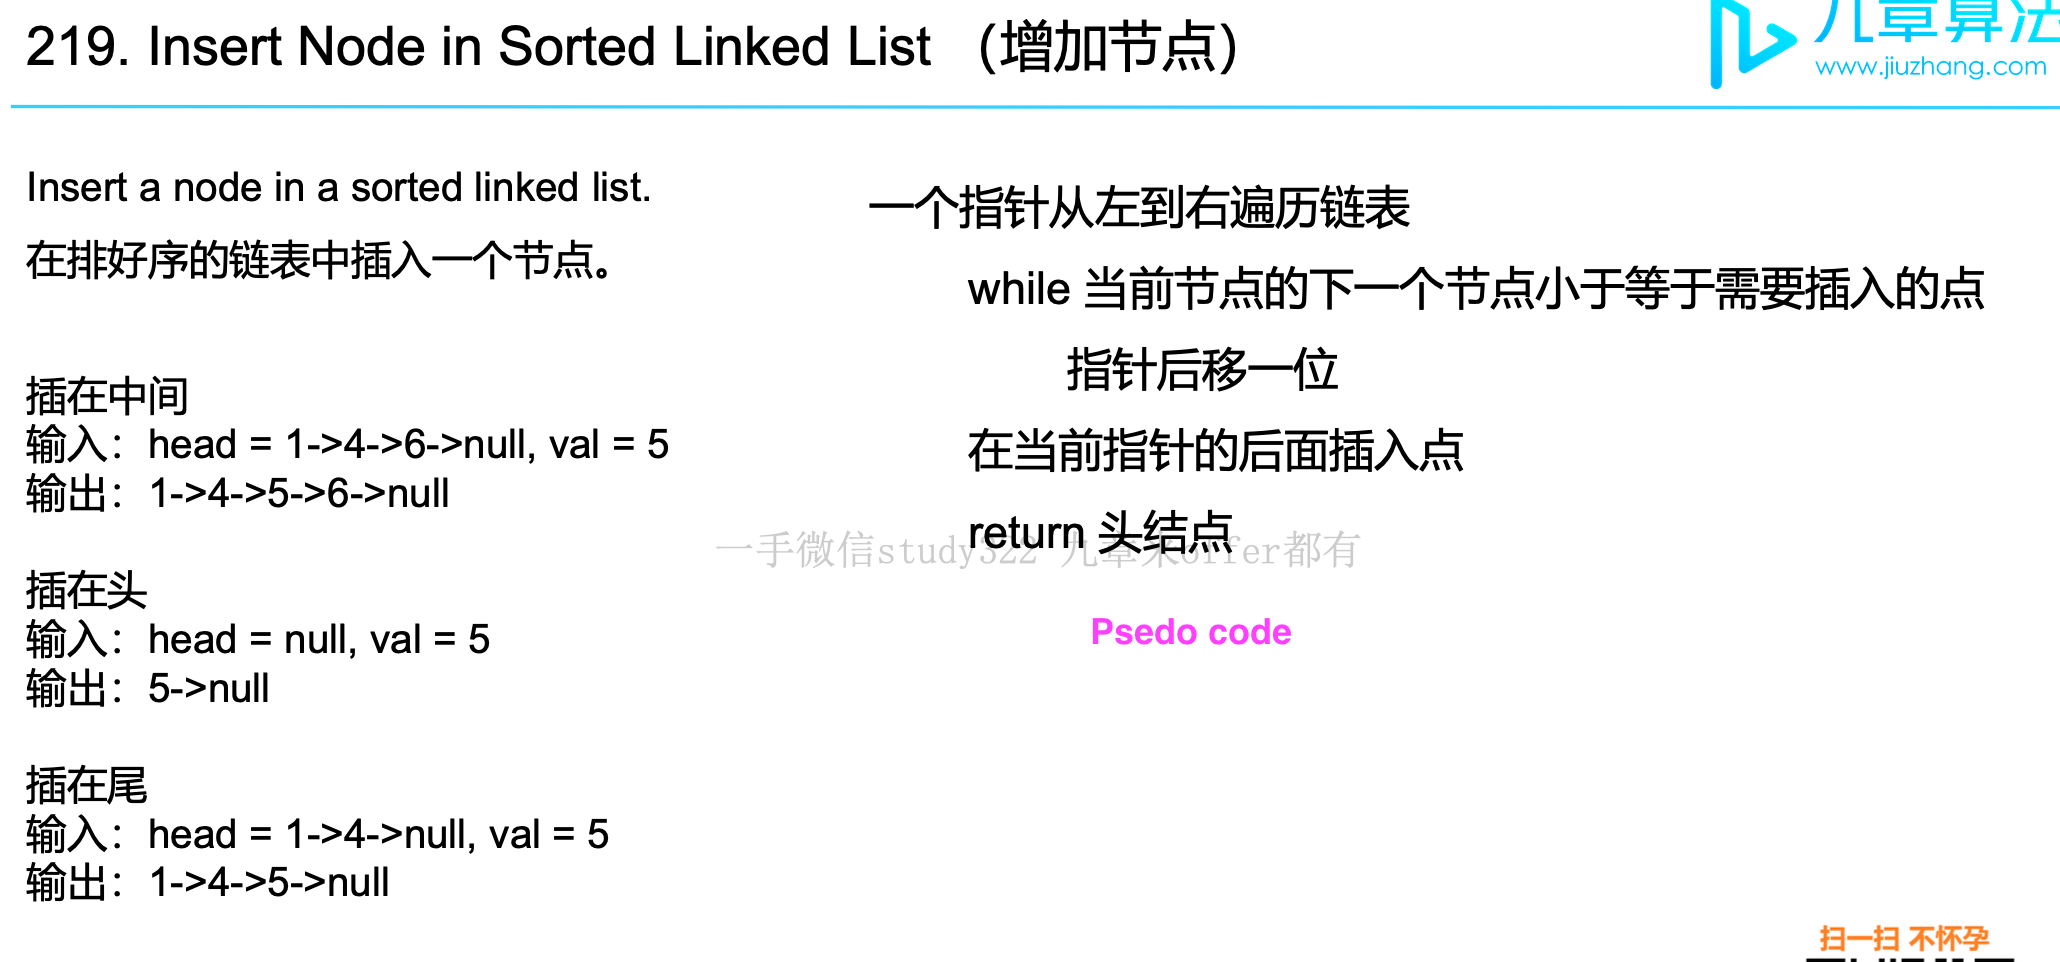 219. Insert Node in Sorted Linked List （增加节点）
九章算法
www.jiuzhang.com
Insert a node in a sorted linked list.
在排好序的链表中插入一个节点。
插在中间
输入：head = 1->4->6->null, val = 5
输出：1->4->5->6->null
插在头
输入：head = null, val = 5
输出：5->null
插在尾
输入：head = 1->4->null, val = 5
输出：1->4->5->null
一个指针从左到右遍历链表
while 当前节点的下一个节点小于等于需要插入的点
指针后移一位
在当前指针的后面插入点
return 头结点
一手微信study322 九章来offer都有
Psedo code
扫一扫 不怀孕